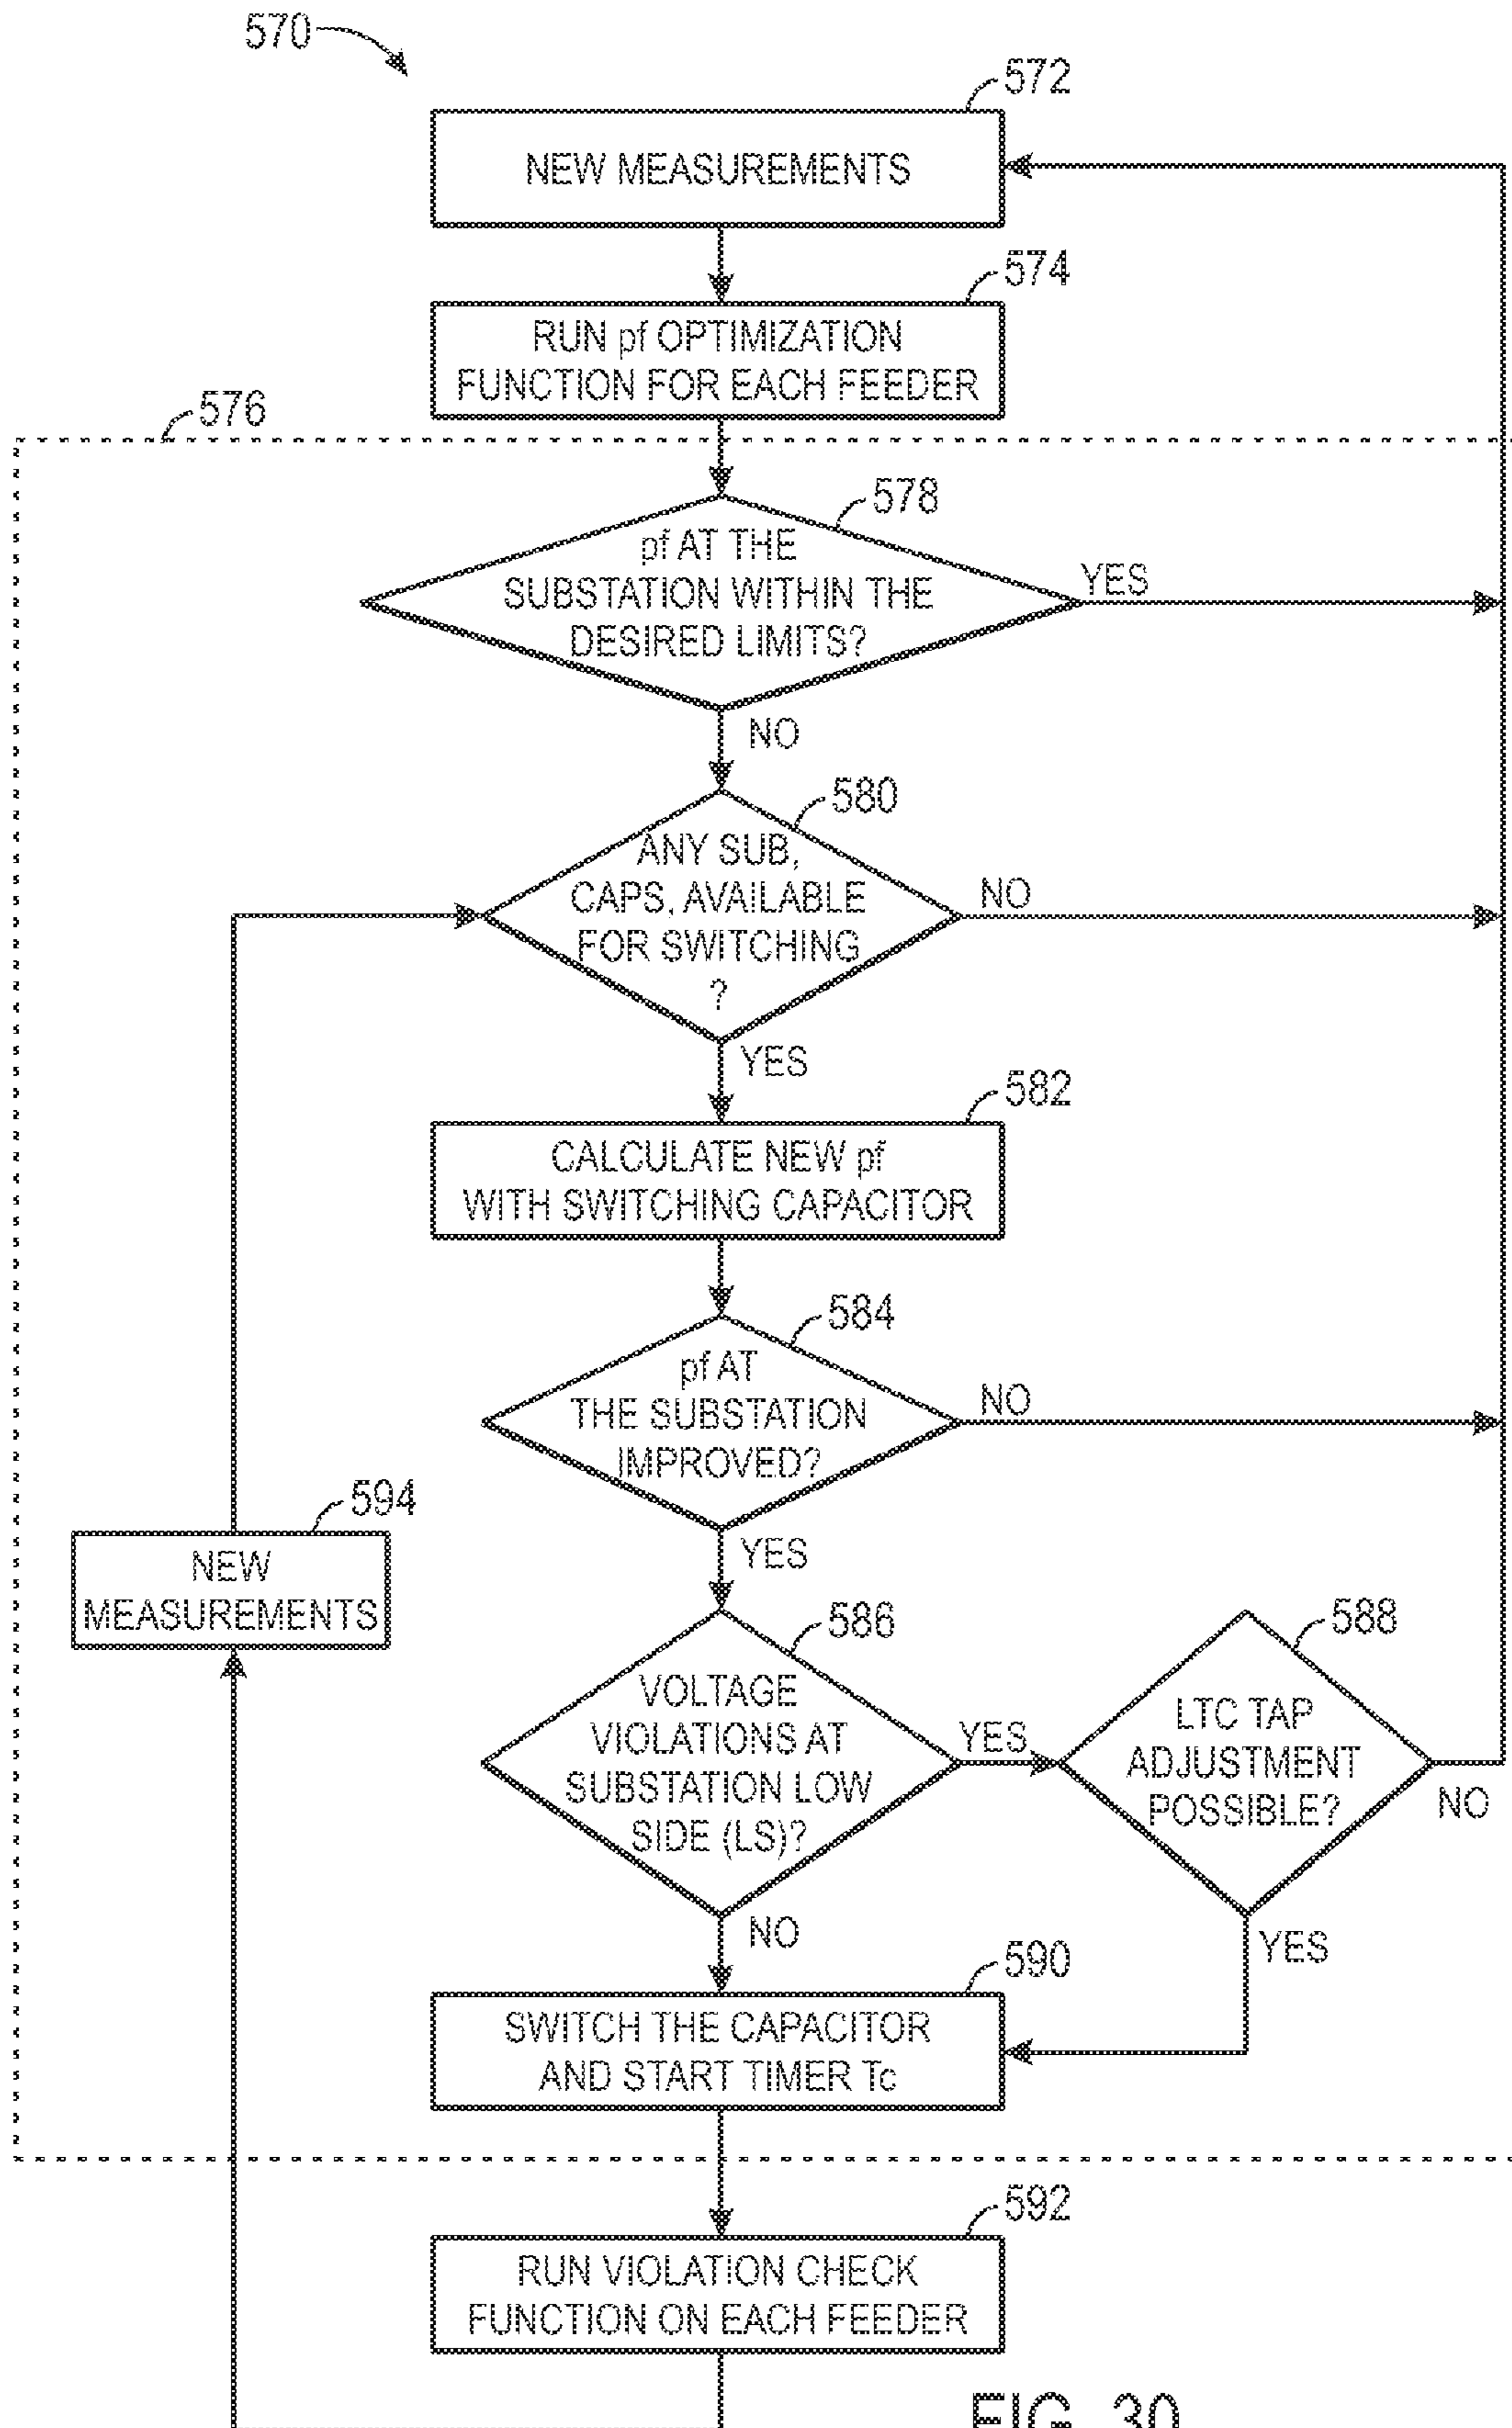 570
572
NEW MEASUREMENTS
574
RUN pf OPTIMIZATION
FUNCTION FOR EACH FEEDER
576
578
pf AT THE
SUBSTATION WITHIN THE
DESIRED LIMITS?
YES
NO
580
ANY SUB,
CAPS, AVAILABLE
FOR SWITCHING
?
NO
YES
582
CALCULATE NEW pf
WITH SWITCHING CAPACITOR
584
pf AT
THE SUBSTATION
IMPROVED?
NO
YES
594
NEW
MEASUREMENTS
586
VOLTAGE
VIOLATIONS AT
SUBSTATION LOW
SIDE (LS)?
YES
588
LTC TAP
ADJUSTMENT
POSSIBLE?
NO
NO
YES
590
SWITCH THE CAPACITOR
AND START TIMER Tc
592
RUN VIOLATION CHECK
FUNCTION ON EACH FEEDER
FIG. 30